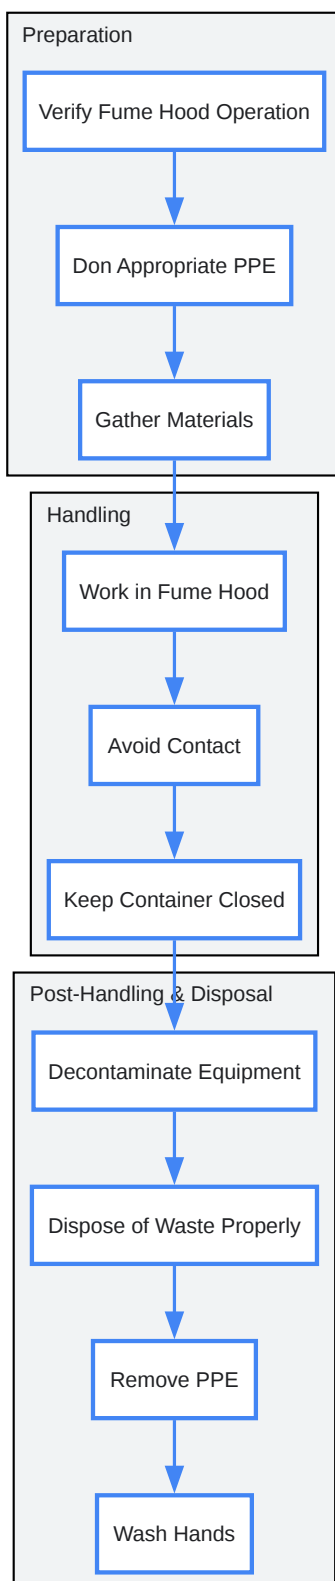 Preparation
Verify Fume Hood Operation
Don Appropriate PPE
Gather Materials
Handling
Work in Fume Hood
Avoid Contact
Keep Container Closed
Post-Handling & Disposal
Decontaminate Equipment
Dispose of Waste Properly
Remove PPE
Wash Hands